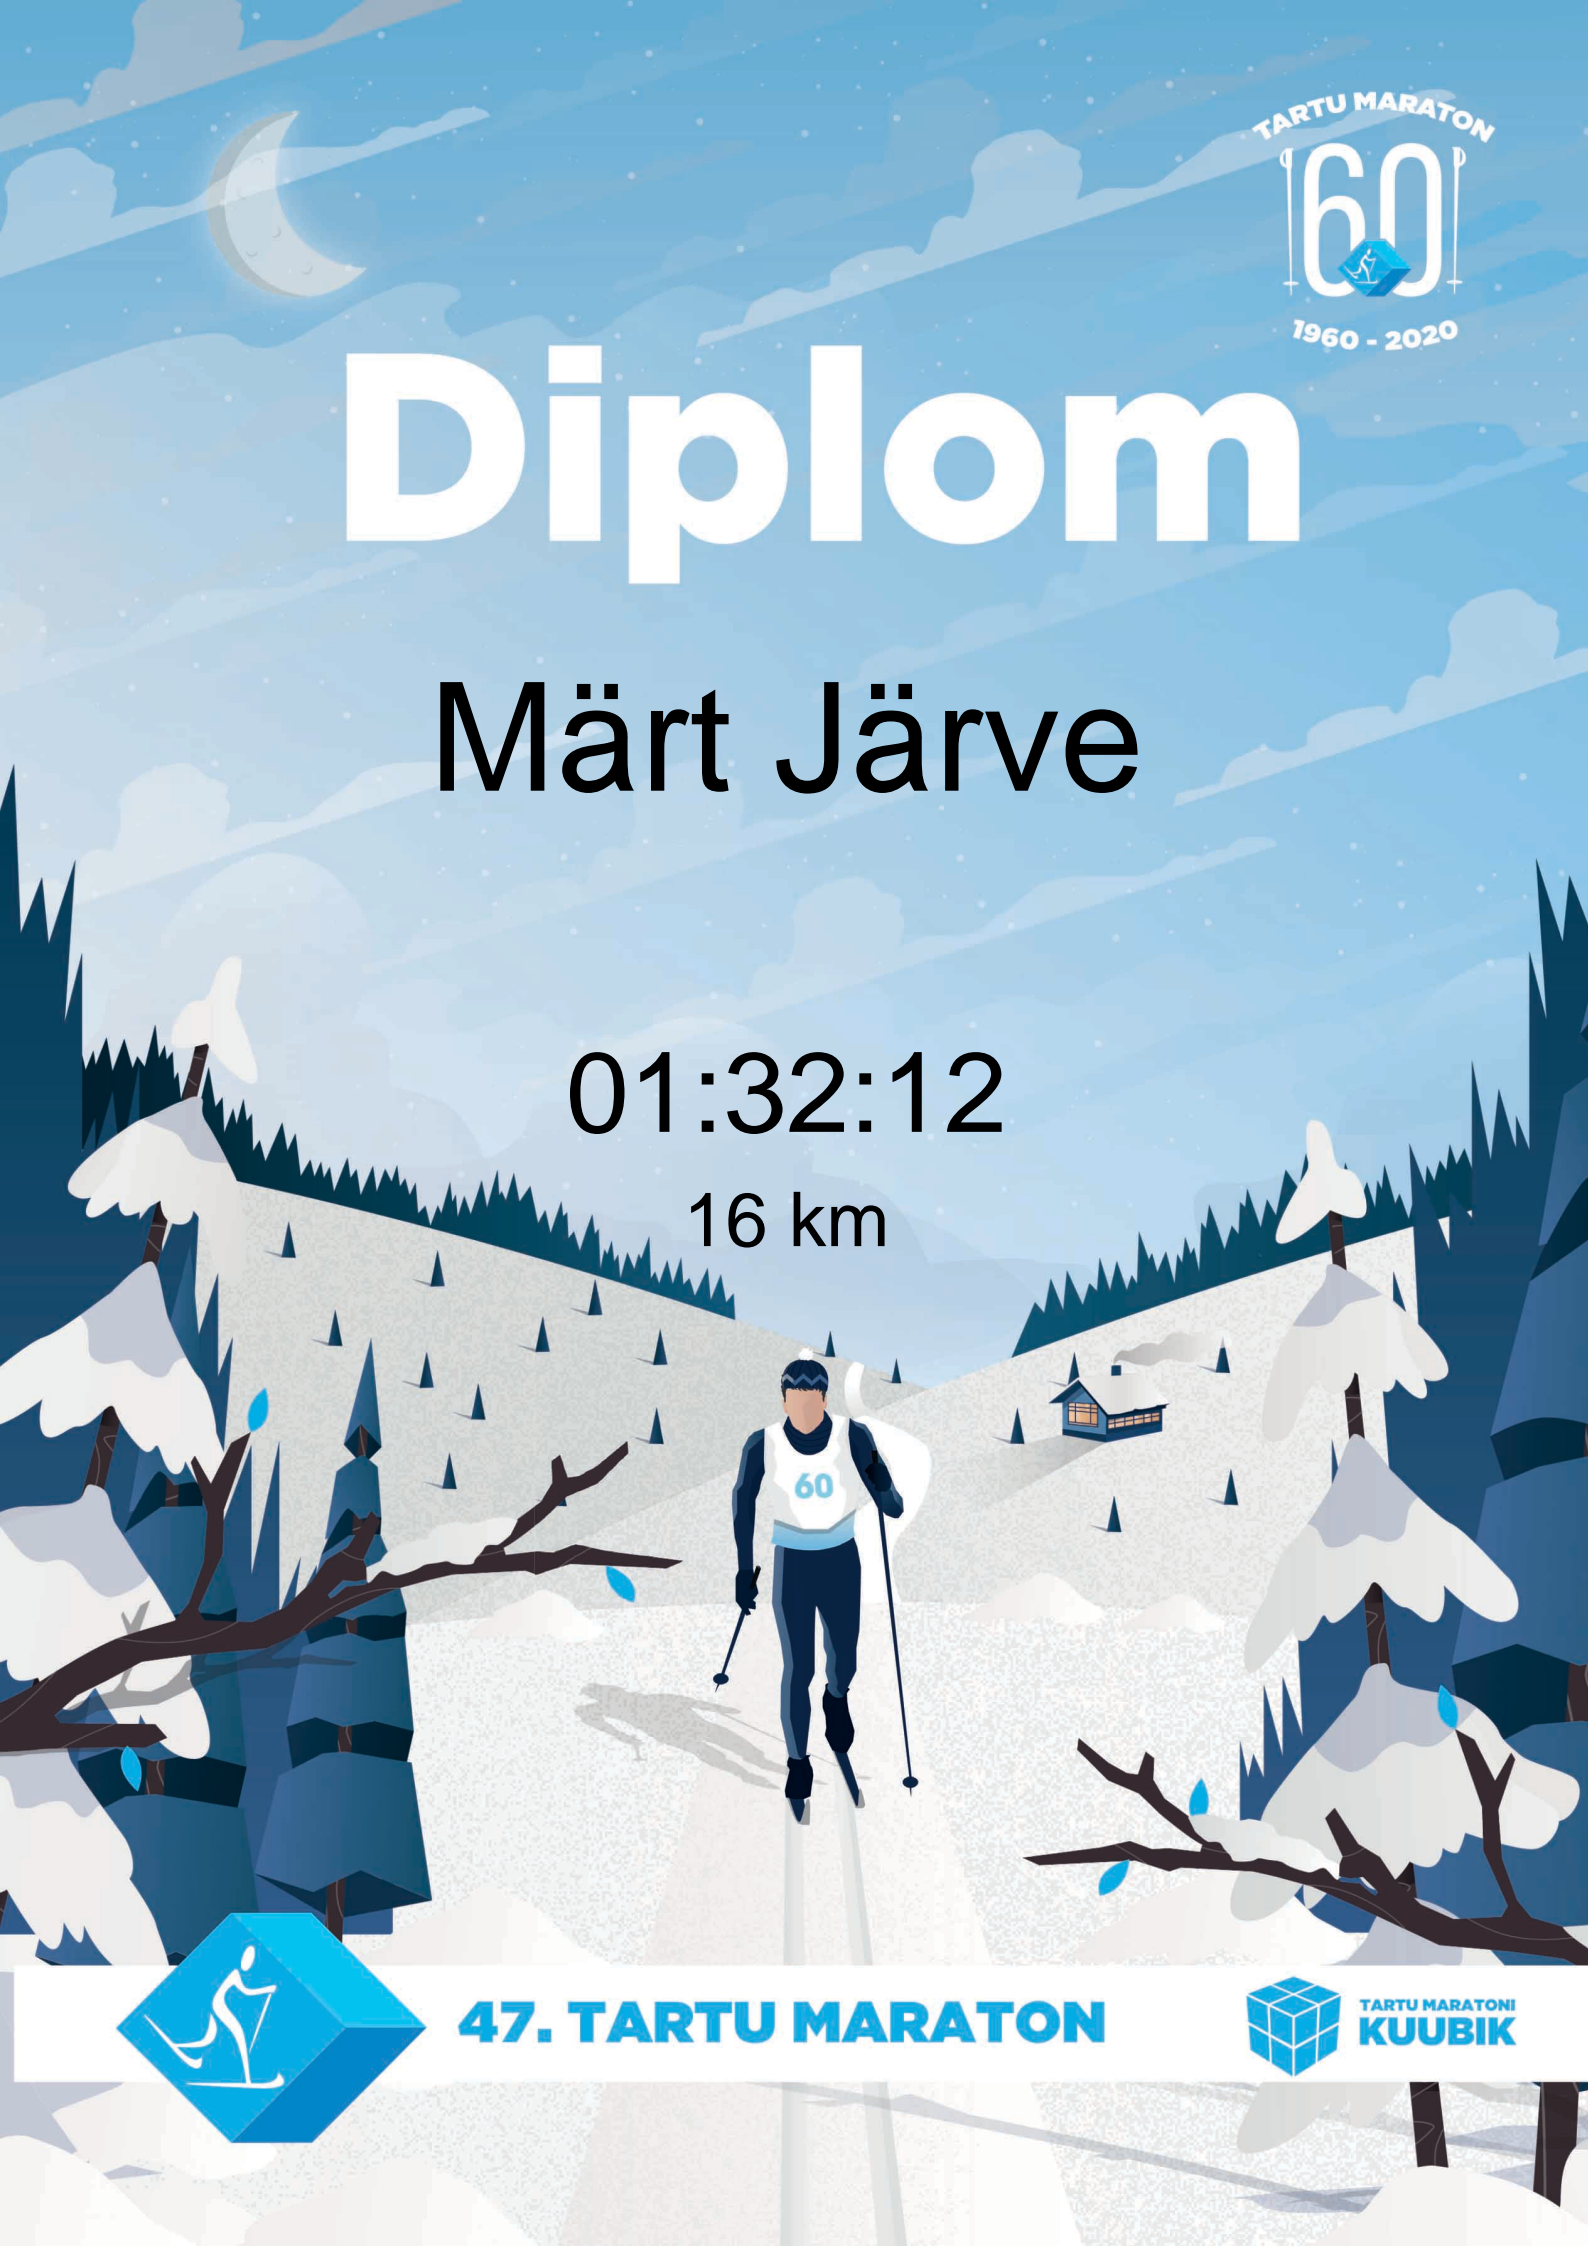 TARTU MARATON
60
1960 - 2020
Diplom
Märt Järve
01:32:12
16 km
60
47. TARTU MARATON
TARTU MARATONI
KUUBIK